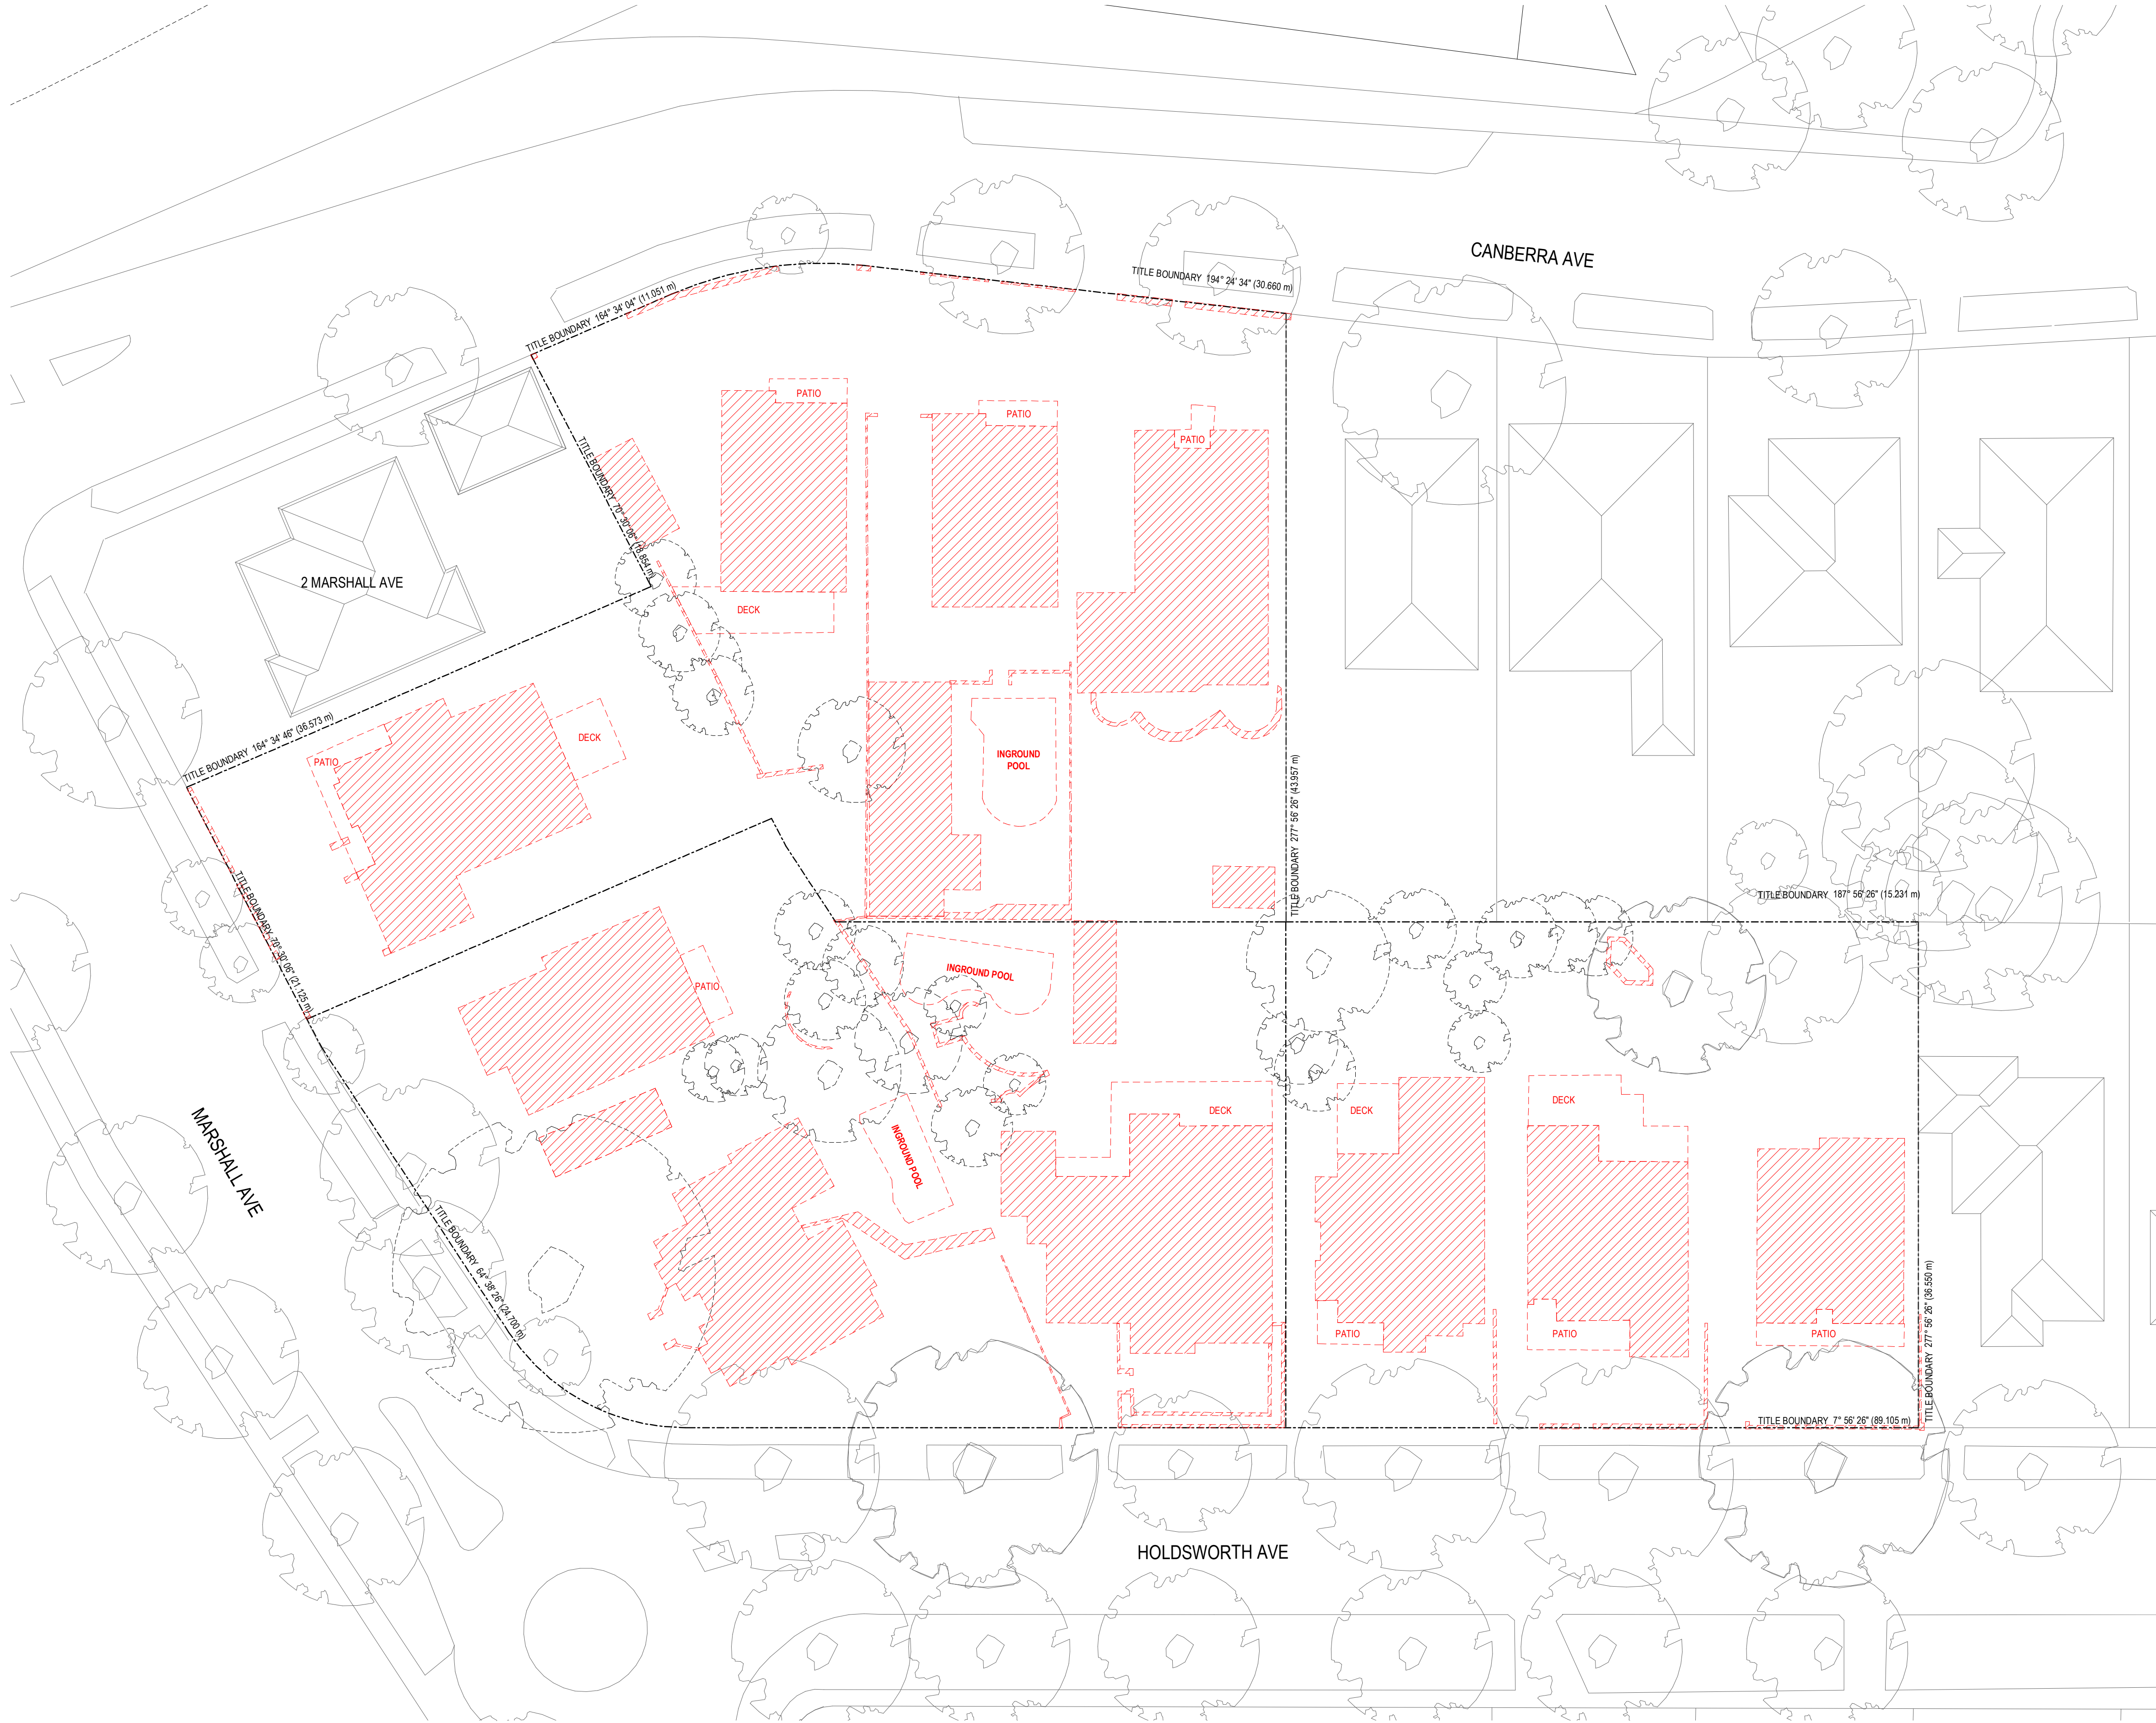 CANBERRA AVE
TITLE BOUNDARY 194° 24' 34" (30.660 m)
TITLE BOUNDARY 164° 34' 04" (11.051 m)
PATIO
PATIO
PATIO
TITLE BOUNDARY 70° 30' 06" (18.854 m)
2 MARSHALL AVE
DECK
TITLE BOUNDARY 164° 34' 46" (36.573 m)
DECK
PATIO
INGROUND
POOL
TITLE BOUNDARY 277° 56' 26" (43.957 m)
TITLE BOUNDARY 187° 56' 26" (15.231 m)
TITLE BOUNDARY 70° 30' 06" (21.125 m)
INGROUND POOL
PATIO
DECK
DECK
DECK
INGROUND POOL
MARSHALL AVE
TITLE BOUNDARY 64° 38' 26" (24.700 m)
PATIO
PATIO
PATIO
TITLE BOUNDARY 277° 56' 26" (36.550 m)
TITLE BOUNDARY 7° 56' 26" (89.105 m)
HOLDSWORTH AVE